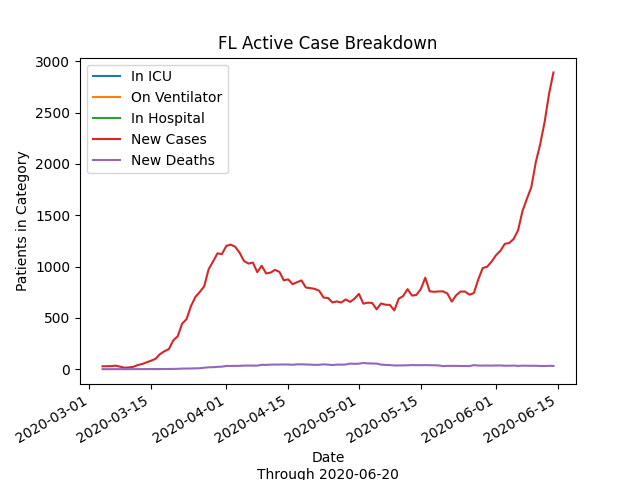 FL Active Case Breakdown
In ICU
On Ventilator
In Hospital
New Cases
New Deaths
Patients in Category
3000
2500
2000
1500
1000
500
0
2020-03-01
2020-03-15
2020-04-01
2020-04-15
2020-05-01
2020-05-15
2020-06-01
2020-06-15
Date
Through 2020-06-20